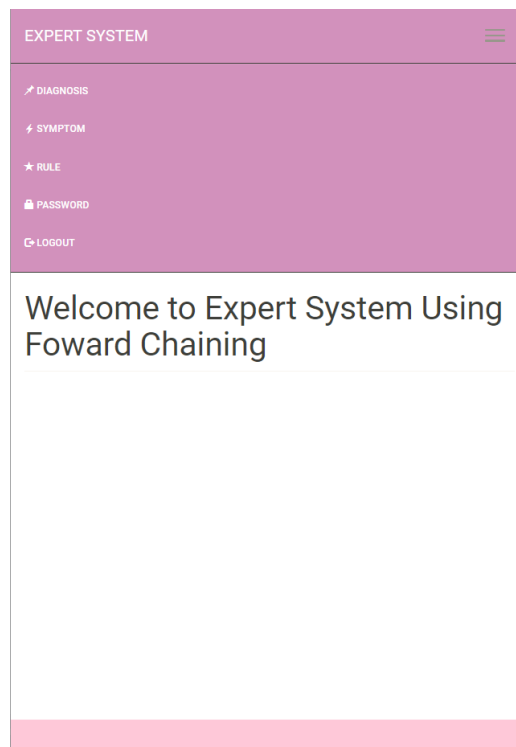 EXPERT SYSTEM
DIAGNOSIS
SYMPTOM
RULE
PASSWORD
LOGOUT
Welcome to Expert System Using
Foward Chaining